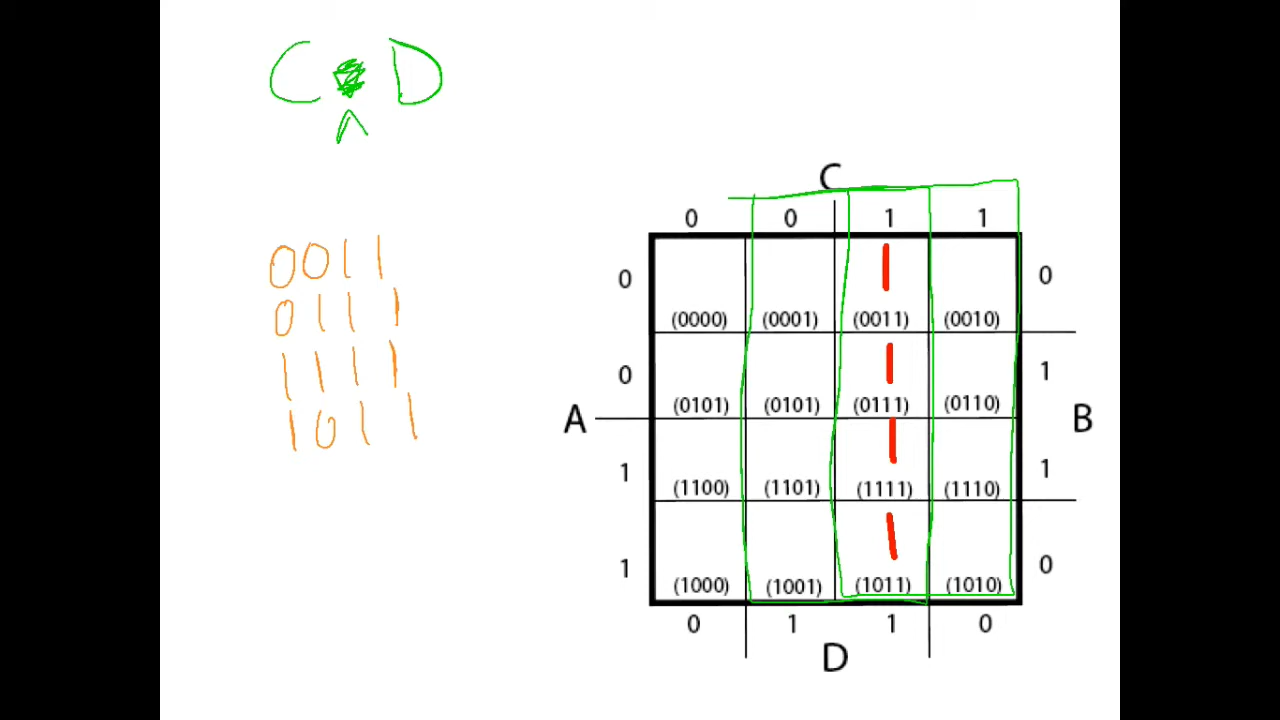 C D
^
0011
0111
1111
1011
C
0 0 1 1
0 0
(0000) (0001) (0011) (0010)
0 1
(0101) (0101) (0111) (0110)
A B
1 1
(1100) (1101) (1111) (1110)
1 0
(1000) (1001) (1011) (1010)
0 1 1 0
D